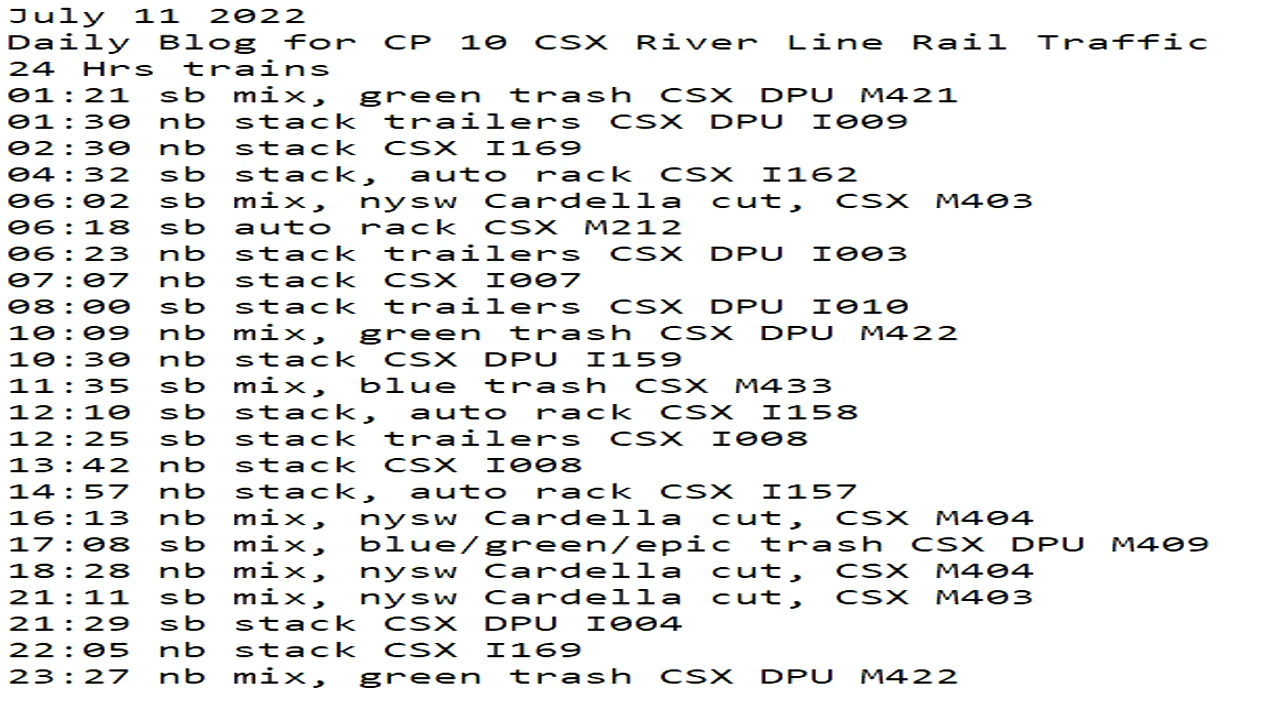 July 11 2022
Daily Blog for CP 10 CSX River Line Rail Traffic
24 Hrs trains
01:21 sb mix, green trash CSX DPU M421
01:30 nb stack trailers CSX DPU I009
02:30 nb stack CSX I169
04:32 sb stack, auto rack CSX I162
06:02 sb mix, nysw Cardella cut, CSX M403
06:18 sb auto rack CSX M212
06:23 nb stack trailers CSX DPU I003
07:07 nb stack CSX I007
08:00 sb stack trailers CSX DPU I010
10:09 nb mix, green trash CSX DPU M422
10:30 nb stack CSX DPU I159
11:35 sb mix, blue trash CSX M433
12:10 sb stack, auto rack CSX I158
12:25 sb stack trailers CSX I008
13:42 nb stack CSX I008
14:57 nb stack, auto rack CSX I157
16:13 nb mix, nysw Cardella cut, CSX M404
17:08 sb mix, blue/green/epic trash CSX DPU M409
18:28 nb mix, nysw Cardella cut, CSX M404
21:11 sb mix, nysw Cardella cut, CSX M403
21:29 sb stack CSX DPU I004
22:05 nb stack CSX I169
23:27 nb mix, green trash CSX DPU M422